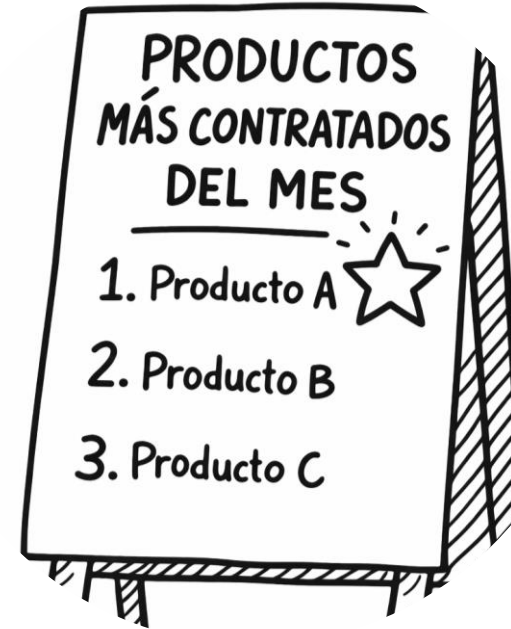 PRODUCTOS
MÁS CONTRATADOS
DEL MES
1. Producto A
2. Producto B
3. Producto C